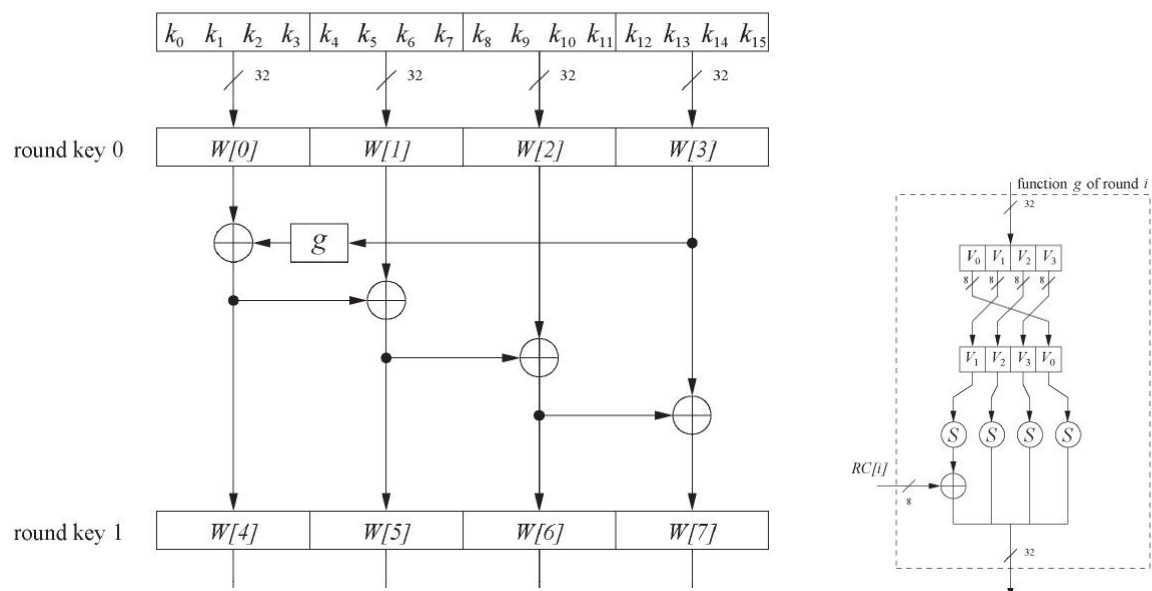 k₀ k₁ k₂ k₃ k₄ k₅ k₆ k₇ k₈ k₉ k₁₀ k₁₁ k₁₂ k₁₃ k₁₄ k₁₅
32 32 32 32
round key 0 W[0] W[1] W[2] W[3]
g
round key 1 W[4] W[5] W[6] W[7]
function g of round i
32
V₀ V₁ V₂ V₃
8 8 8 8
V₁ V₂ V₃ V₀
S S S S
RC[i]
8
32